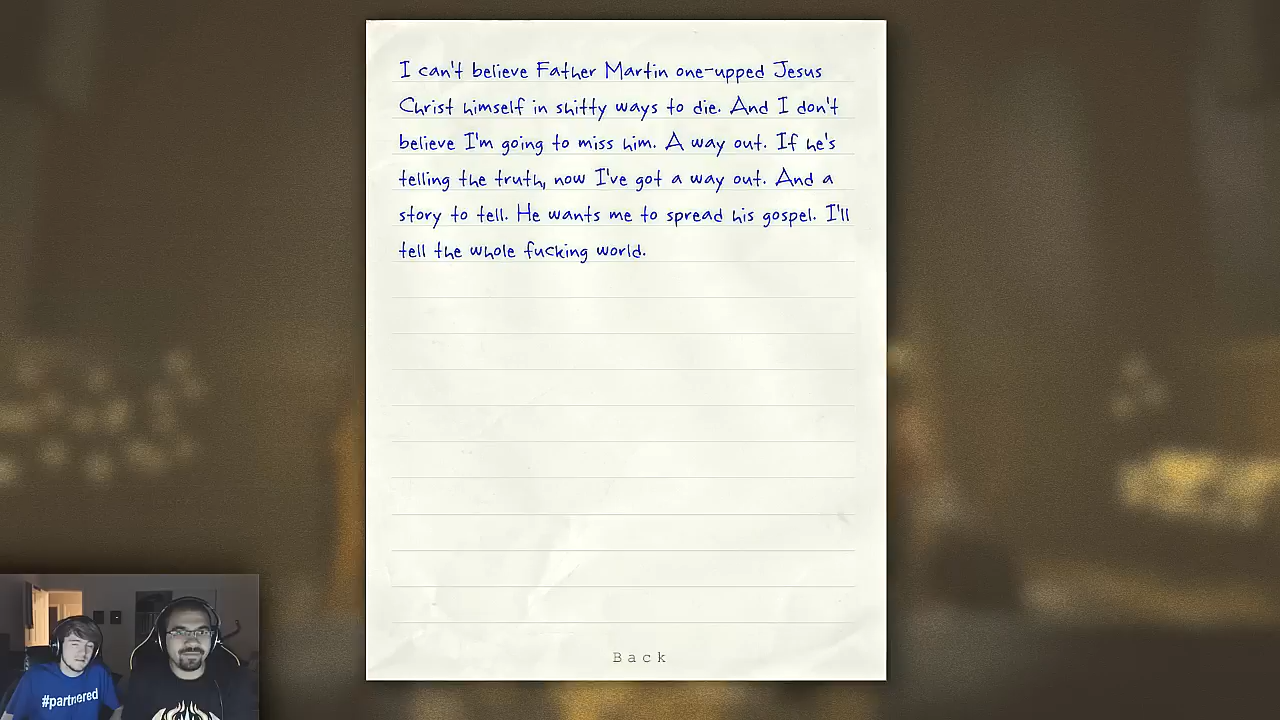 I can't believe Father Martin one-upped Jesus
Christ himself in shitty ways to die. And I don't
believe I'm going to miss him. A way out. If he's
telling the truth, now I've got a way out. And a
story to tell. He wants me to spread his gospel. I'll
tell the whole fucking world.
Back
#partnered